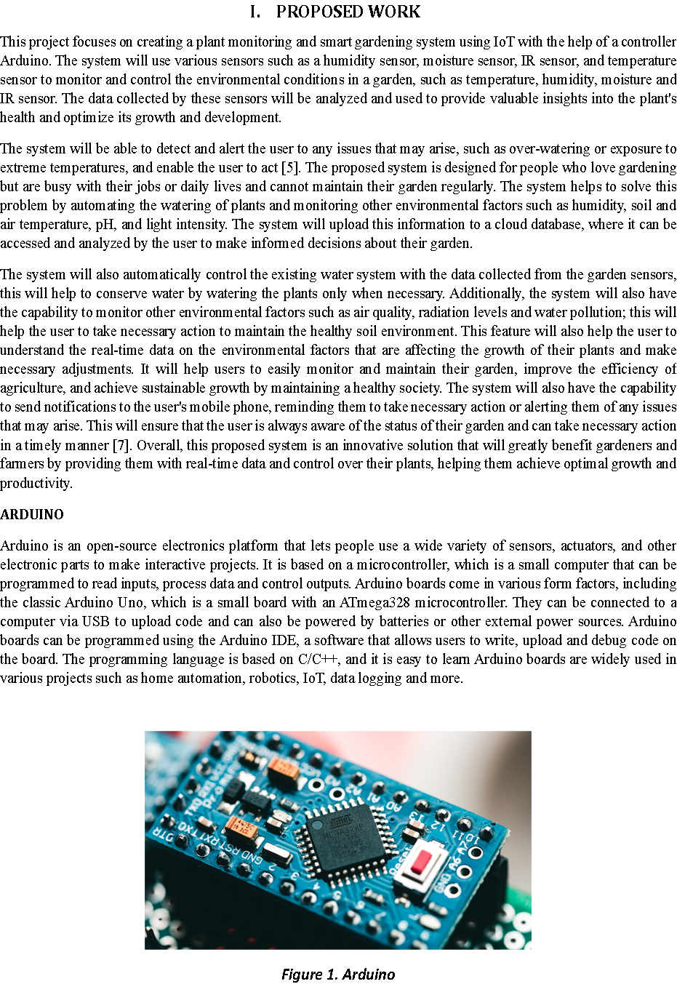 I. PROPOSED WORK
This project focuses on creating a plant monitoring and smart gardening system using IoT with the help of a controller
Arduino. The system will use various sensors such as a humidity sensor, moisture sensor, IR sensor, and temperature
sensor to monitor and control the environmental conditions in a garden, such as temperature, humidity, moisture and
IR sensor. The data collected by these sensors will be analyzed and used to provide valuable insights into the plant's
health and optimize its growth and development.
The system will be able to detect and alert the user to any issues that may arise, such as over-watering or exposure to
extreme temperatures, and enable the user to act [5]. The proposed system is designed for people who love gardening
but are busy with their jobs or daily lives and cannot maintain their garden regularly. The system helps to solve this
problem by automating the watering of plants and monitoring other environmental factors such as humidity, soil and
air temperature, pH, and light intensity. The system will upload this information to a cloud database, where it can be
accessed and analyzed by the user to make informed decisions about their garden.
The system will also automatically control the existing water system with the data collected from the garden sensors,
this will help to conserve water by watering the plants only when necessary. Additionally, the system will also have
the capability to monitor other environmental factors such as air quality, radiation levels and water pollution; this will
help the user to take necessary action to maintain the healthy soil environment. This feature will also help the user to
understand the real-time data on the environmental factors that are affecting the growth of their plants and make
necessary adjustments. It will help users to easily monitor and maintain their garden, improve the efficiency of
agriculture, and achieve sustainable growth by maintaining a healthy society. The system will also have the capability
to send notifications to the user's mobile phone, reminding them to take necessary action or alerting them of any issues
that may arise. This will ensure that the user is always aware of the status of their garden and can take necessary action
in a timely manner [7]. Overall, this proposed system is an innovative solution that will greatly benefit gardeners and
farmers by providing them with real-time data and control over their plants, helping them achieve optimal growth and
productivity.
ARDUINO
Arduino is an open-source electronics platform that lets people use a wide variety of sensors, actuators, and other
electronic parts to make interactive projects. It is based on a microcontroller, which is a small computer that can be
programmed to read inputs, process data and control outputs. Arduino boards come in various form factors, including
the classic Arduino Uno, which is a small board with an ATmega328 microcontroller. They can be connected to a
computer via USB to upload code and can also be powered by batteries or other external power sources. Arduino
boards can be programmed using the Arduino IDE, a software that allows users to write, upload and debug code on
the board. The programming language is based on C/C++, and it is easy to learn Arduino boards are widely used in
various projects such as home automation, robotics, IoT, data logging and more.
A3 A2 A1 A0 13 12 11 10
TXO RXI VCC GND
Pro
DTR TXO RXI RST GND 2 3 4 5 6 7 8 9
ATMEL
Reset
GND A6 A7
Figure 1. Arduino